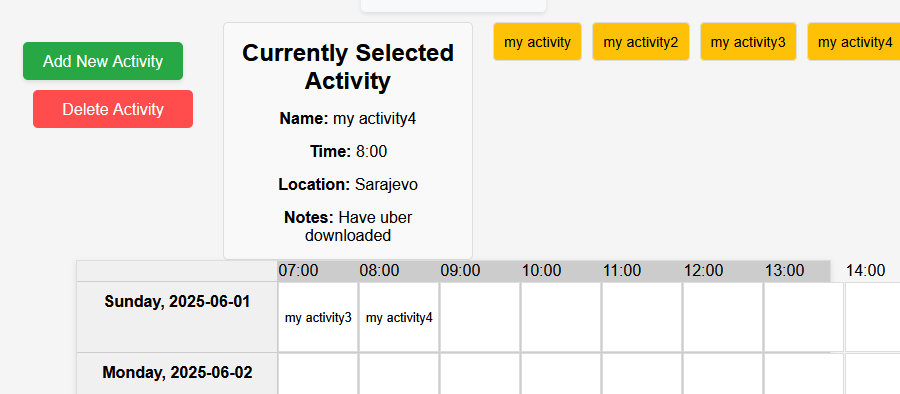 Add New Activity
Delete Activity
Currently Selected
Activity
Name: my activity4
Time: 8:00
Location: Sarajevo
Notes: Have uber
downloaded
my activity
my activity2
my activity3
my activity4
07:00 08:00 09:00 10:00 11:00 12:00 13:00 14:00
Sunday, 2025-06-01
my activity3 my activity4
Monday, 2025-06-02